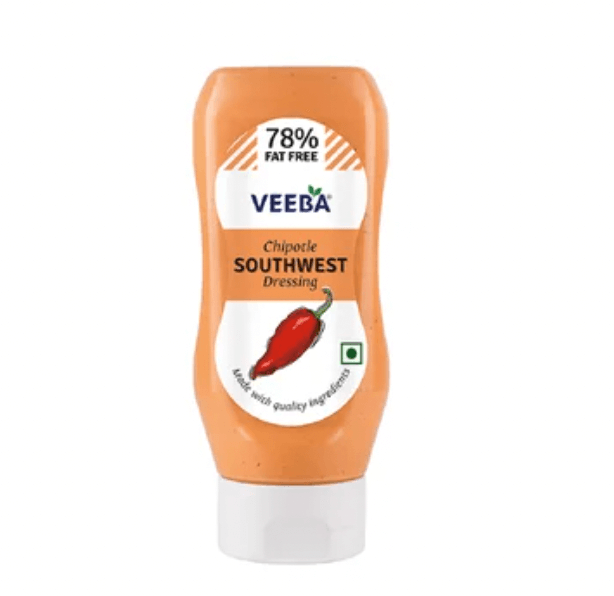 78%
FAT FREE
VEEBA®
Chipotle
SOUTHWEST
Dressing
Made with quality ingredients